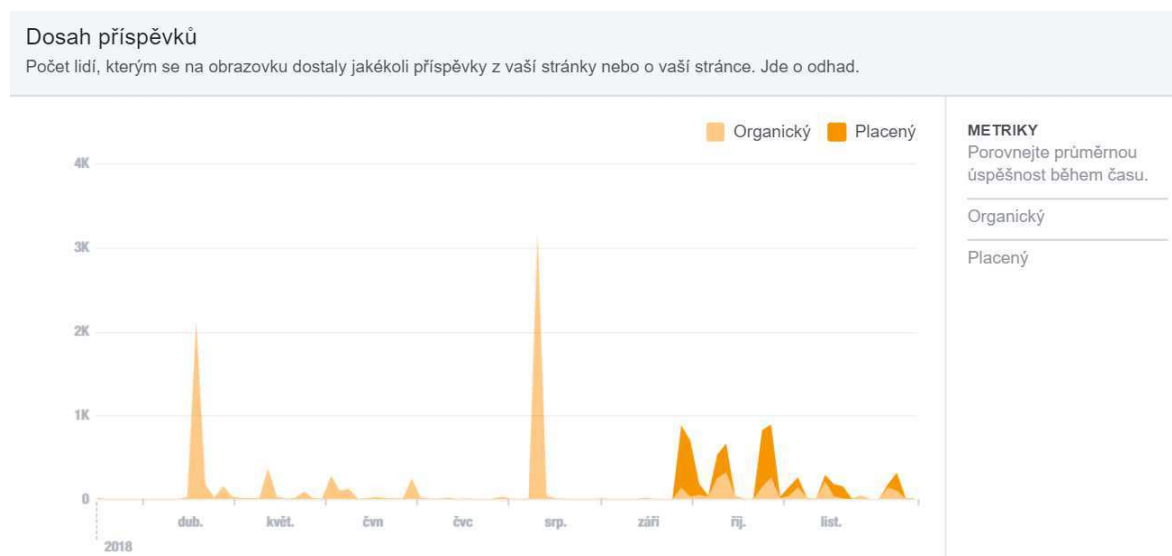 Dosah příspěvků
Počet lidí, kterým se na obrazovku dostaly jakékoli příspěvky z vaší stránky nebo o vaší stránce. Jde o odhad.
Organický Placený
METRIKY
Porovnejte průměrnou
úspěšnost během času.
Organický
Placený
4K
3K
2K
1K
0
dub. květ. čvn čvc srp. září říj. list.
2018